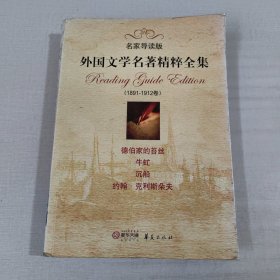 名家导读版
外国文学名著精粹全集
Reading Guide Edition
(1891-1912卷)
德伯家的苔丝
牛虻
沉船
约翰 克利斯朵夫
华夏出版社